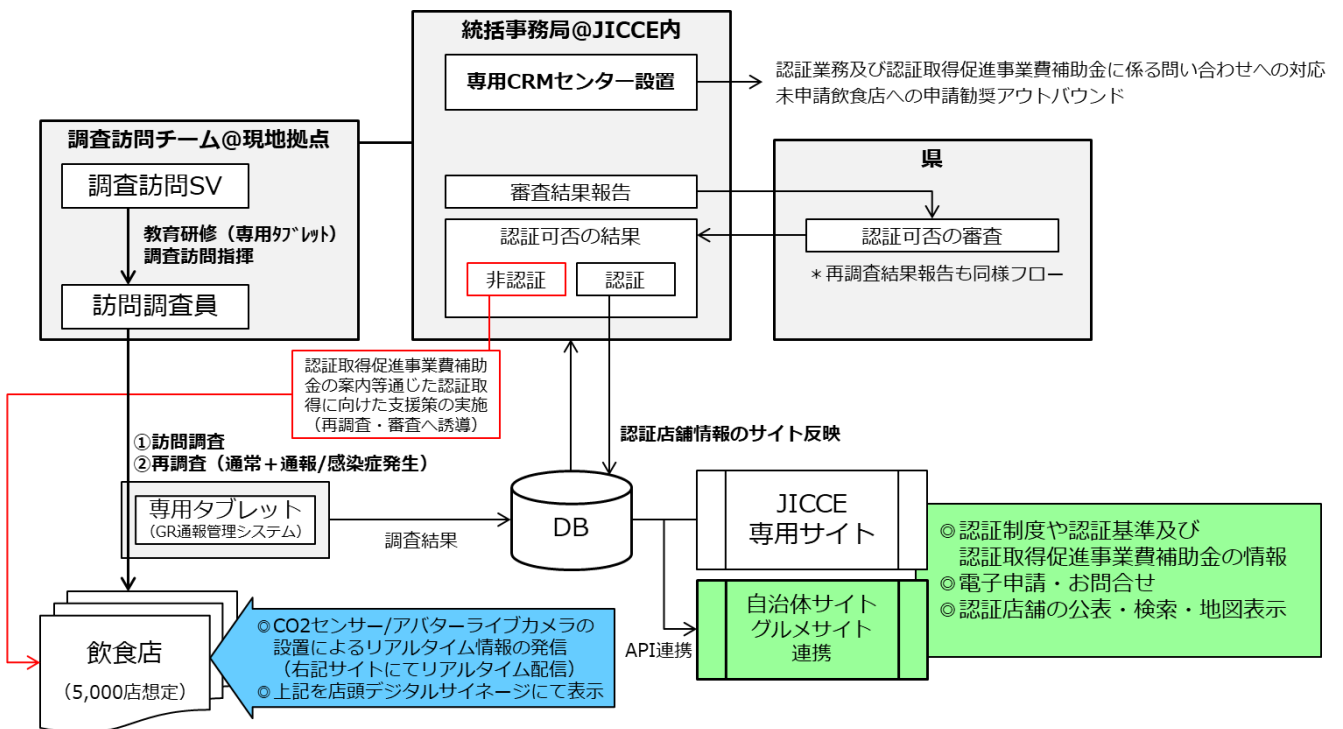 統括事務局@JICCE内
専用CRMセンター設置
認証業務及び認証取得促進事業費補助金に係る問い合わせへの対応
未申請飲食店への申請勧奨アウトバウンド
調査訪問チーム@現地拠点
調査訪問SV
教育研修（専用ﾀﾌﾞﾚｯﾄ）
調査訪問指揮
訪問調査員
審査結果報告
認証可否の結果
非認証
認証
県
認証可否の審査
＊再調査結果報告も同様フロー
認証取得促進事業費補助
金の案内等通じた認証取
得に向けた支援策の実施
（再調査・審査へ誘導）
①訪問調査
②再調査（通常＋通報/感染症発生）
認証店舗情報のサイト反映
専用タブレット
（GR通報管理システム）
調査結果
DB
JICCE
専用サイト
自治体サイト
グルメサイト
連携
API連携
◎認証制度や認証基準及び
認証取得促進事業費補助金の情報
◎電子申請・お問合せ
◎認証店舗の公表・検索・地図表示
飲食店
（5,000店想定）
◎CO2センサー/アバターライブカメラの
設置によるリアルタイム情報の発信
（右記サイトにてリアルタイム配信）
◎上記を店頭デジタルサイネージにて表示